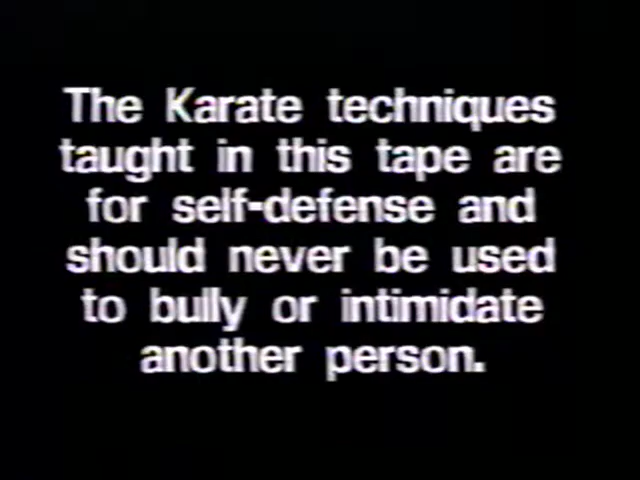 The Karate techniques
taught in this tape are
for self-defense and
should never be used
to bully or intimidate
another person.